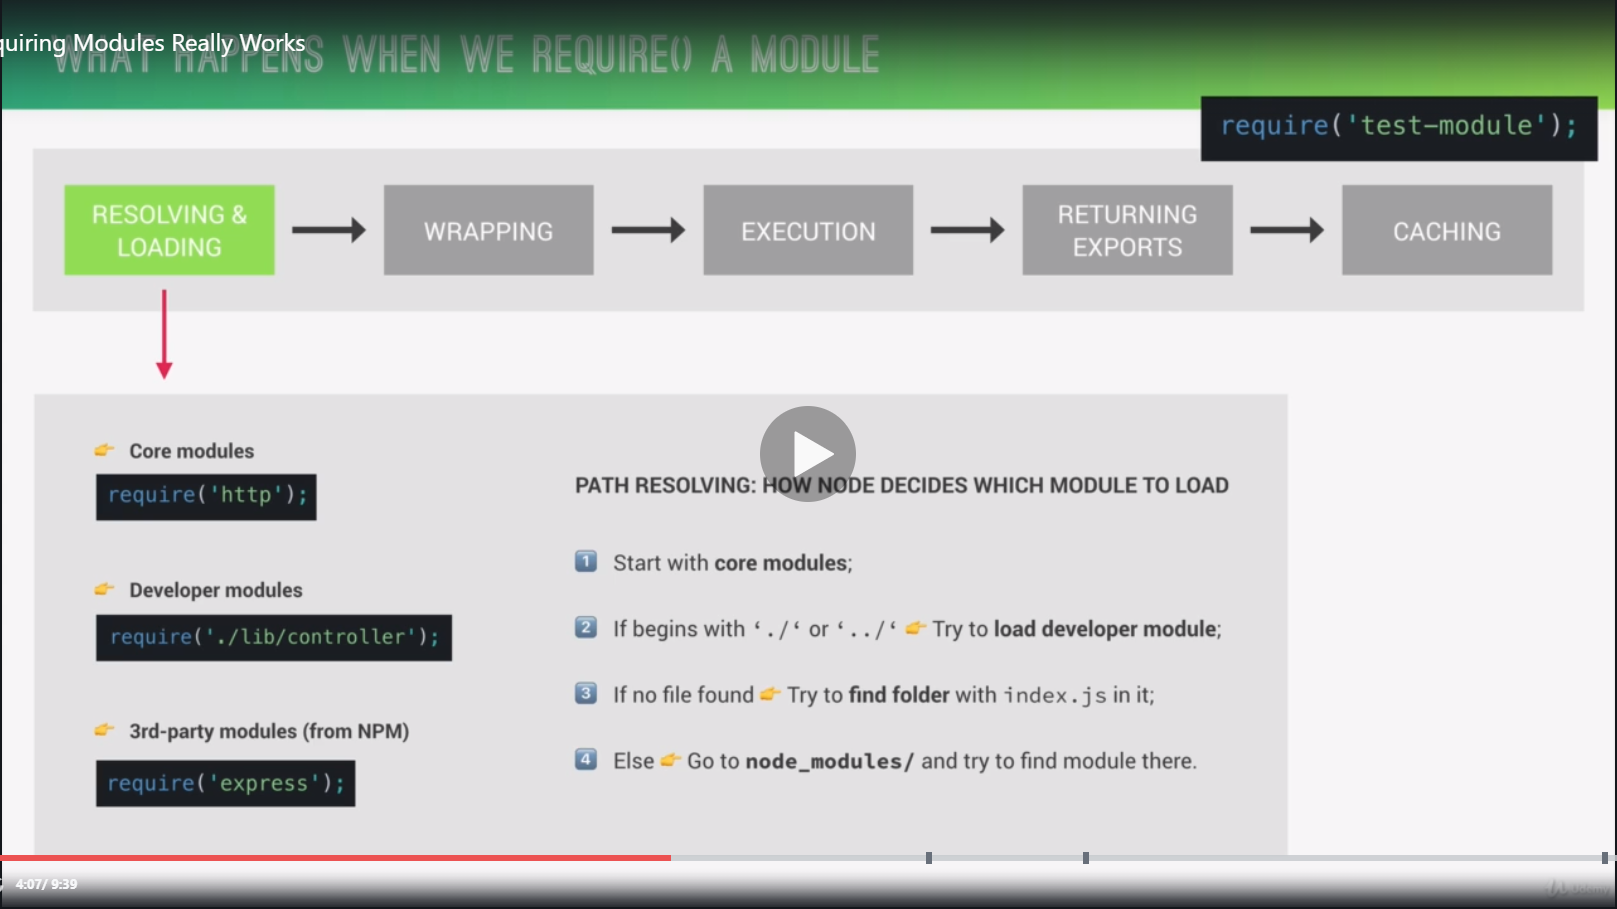 quiring Modules Really Works
WHAT HAPPENS WHEN WE REQUIRE() A MODULE
require('test-module');
RESOLVING &
LOADING
WRAPPING
EXECUTION
RETURNING
EXPORTS
CACHING
Core modules
require('http');
Developer modules
require('./lib/controller');
3rd-party modules (from NPM)
require('express');
PATH RESOLVING: HOW NODE DECIDES WHICH MODULE TO LOAD
1 Start with core modules;
2 If begins with ‘./‘ or ‘../‘ 👉 Try to load developer module;
3 If no file found 👉 Try to find folder with index.js in it;
4 Else 👉 Go to node_modules/ and try to find module there.
4:07/ 9:39
Udemy